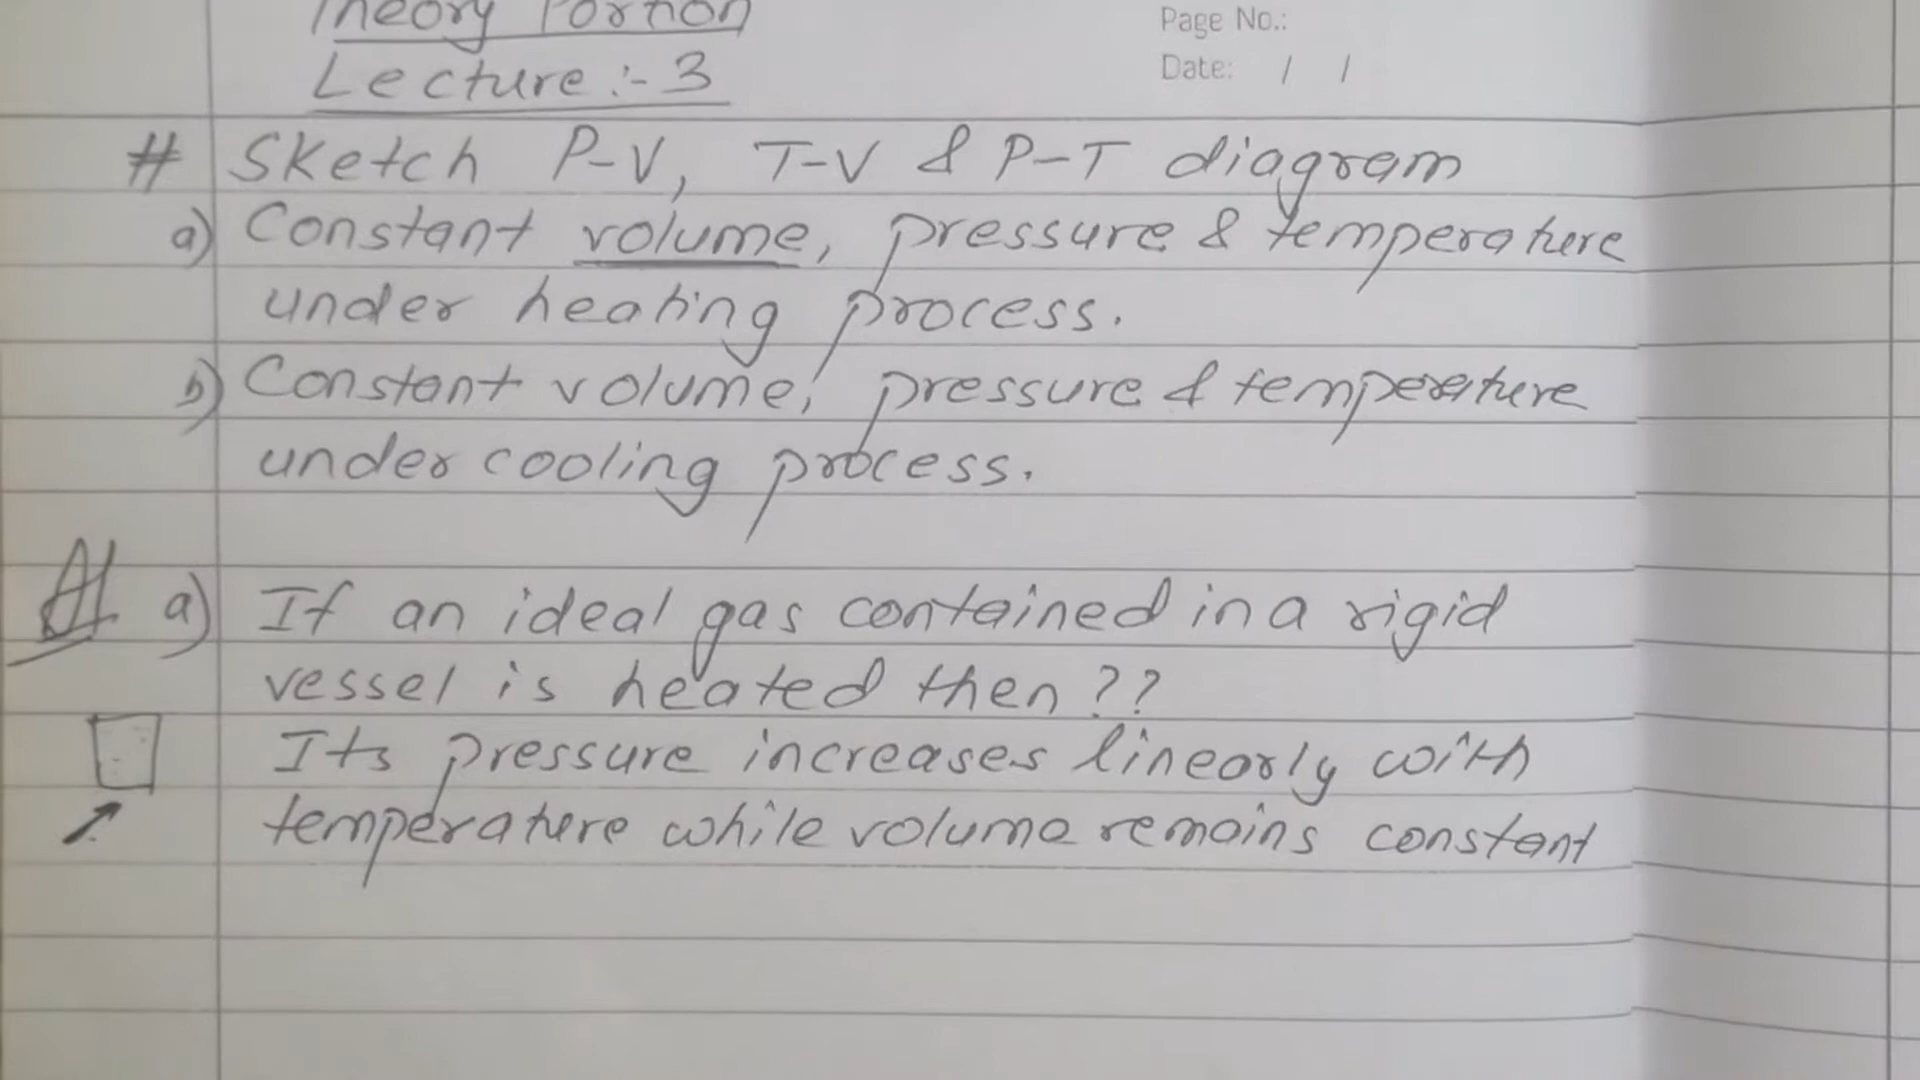 Theory Portion
Page No.:
Lecture :- 3
Date: / /
# Sketch P-V, T-V & P-T diagram
a) Constant volume, pressure & temperature
under heating process.
b) Constant volume, pressure & temperature
under cooling process.
a) If an ideal gas contained in a rigid
vessel is heated then ??
Its pressure increases linearly with
temperature while volume remains constant